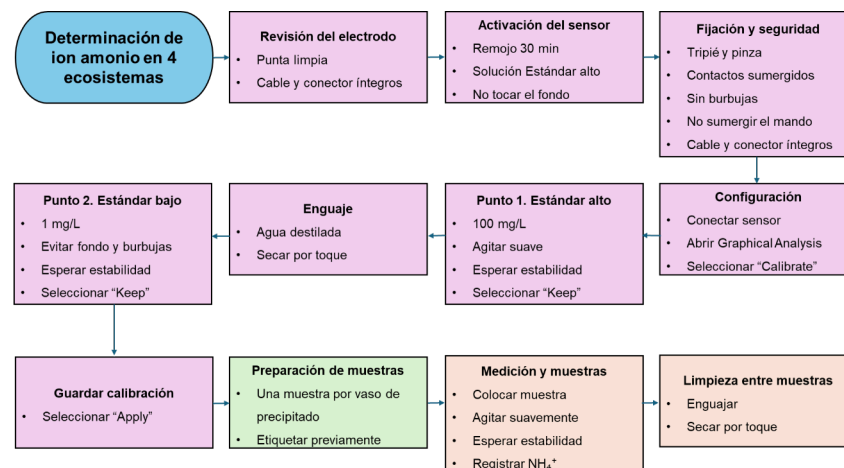 Determinación de
ion amonio en 4
ecosistemas
Revisión del electrodo
• Punta limpia
• Cable y conector íntegros
Activación del sensor
• Remojo 30 min
• Solución Estándar alto
• No tocar el fondo
Fijación y seguridad
• Tripié y pinza
• Contactos sumergidos
• Sin burbujas
• No sumergir el mando
• Cable y conector íntegros
Configuración
• Conectar sensor
• Abrir Graphical Analysis
• Seleccionar “Calibrate”
Punto 1. Estándar alto
• 100 mg/L
• Agitar suave
• Esperar estabilidad
• Seleccionar “Keep”
Enguaje
• Agua destilada
• Secar por toque
Punto 2. Estándar bajo
• 1 mg/L
• Evitar fondo y burbujas
• Esperar estabilidad
• Seleccionar “Keep”
Guardar calibración
• Seleccionar “Apply”
Preparación de muestras
• Una muestra por vaso de
precipitado
• Etiquetar previamente
Medición y muestras
• Colocar muestra
• Agitar suavemente
• Esperar estabilidad
• Registrar NH₄⁺
Limpieza entre muestras
• Enguajar
• Secar por toque